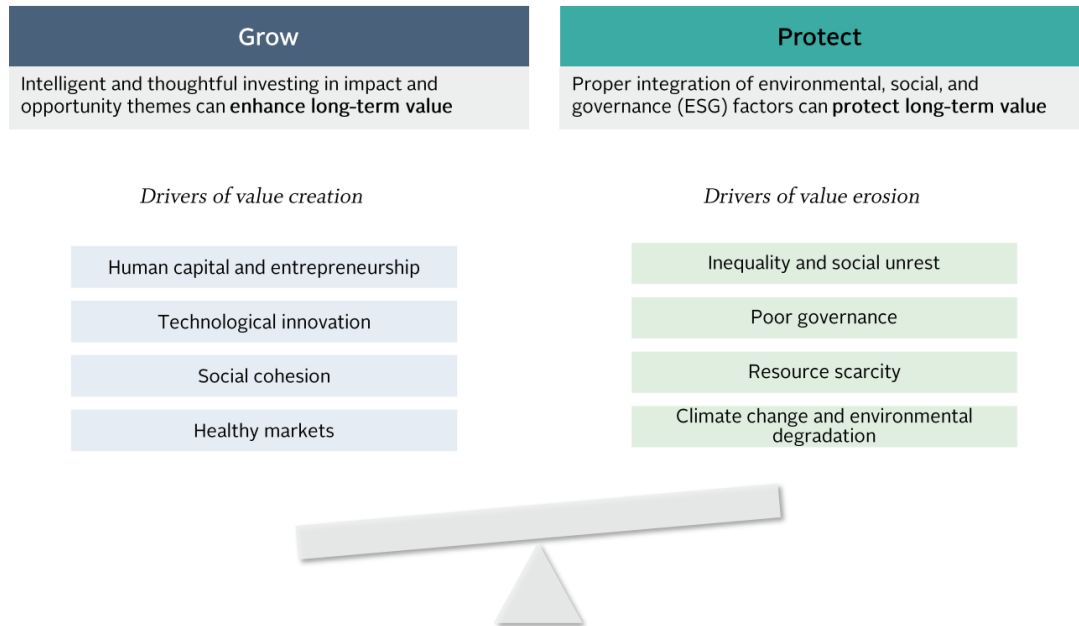 Grow
Intelligent and thoughtful investing in impact and
opportunity themes can enhance long-term value
Drivers of value creation
Human capital and entrepreneurship
Technological innovation
Social cohesion
Healthy markets
Protect
Proper integration of environmental, social, and
governance (ESG) factors can protect long-term value
Drivers of value erosion
Inequality and social unrest
Poor governance
Resource scarcity
Climate change and environmental
degradation